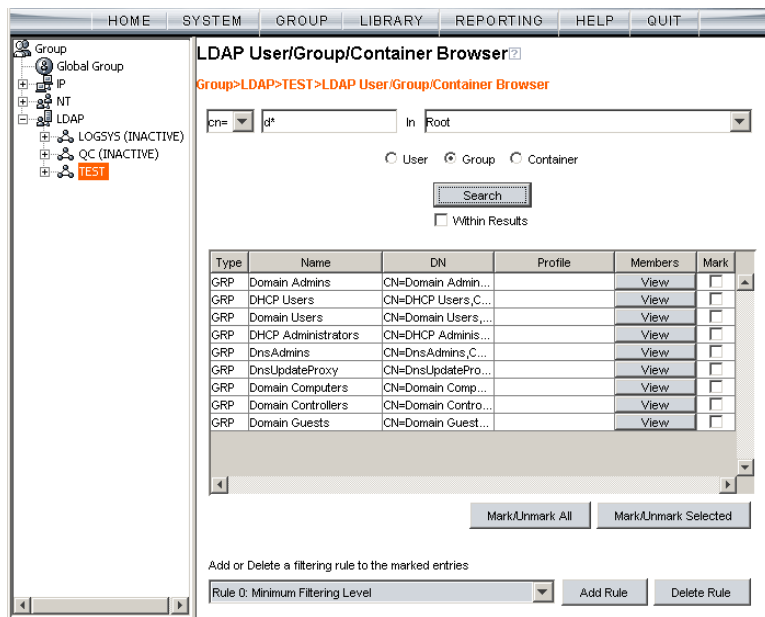 HOME SYSTEM GROUP LIBRARY REPORTING HELP QUIT
Group
Global Group
IP
NT
LDAP
LOGSYS (INACTIVE)
QC (INACTIVE)
TEST
LDAP User/Group/Container Browser?
Group>LDAP>TEST>LDAP User/Group/Container Browser
cn= d* In Root
User Group Container
Search
Within Results
Type Name DN Profile Members Mark
GRP Domain Admins CN=Domain Admin... View
GRP DHCP Users CN=DHCP Users,C... View
GRP Domain Users CN=Domain Users,... View
GRP DHCP Administrators CN=DHCP Adminis... View
GRP DnsAdmins CN=DnsAdmins,C... View
GRP DnsUpdateProxy CN=DnsUpdatePro... View
GRP Domain Computers CN=Domain Comp... View
GRP Domain Controllers CN=Domain Contro... View
GRP Domain Guests CN=Domain Guest... View
Mark/Unmark All Mark/Unmark Selected
Add or Delete a filtering rule to the marked entries
Rule 0: Minimum Filtering Level Add Rule Delete Rule